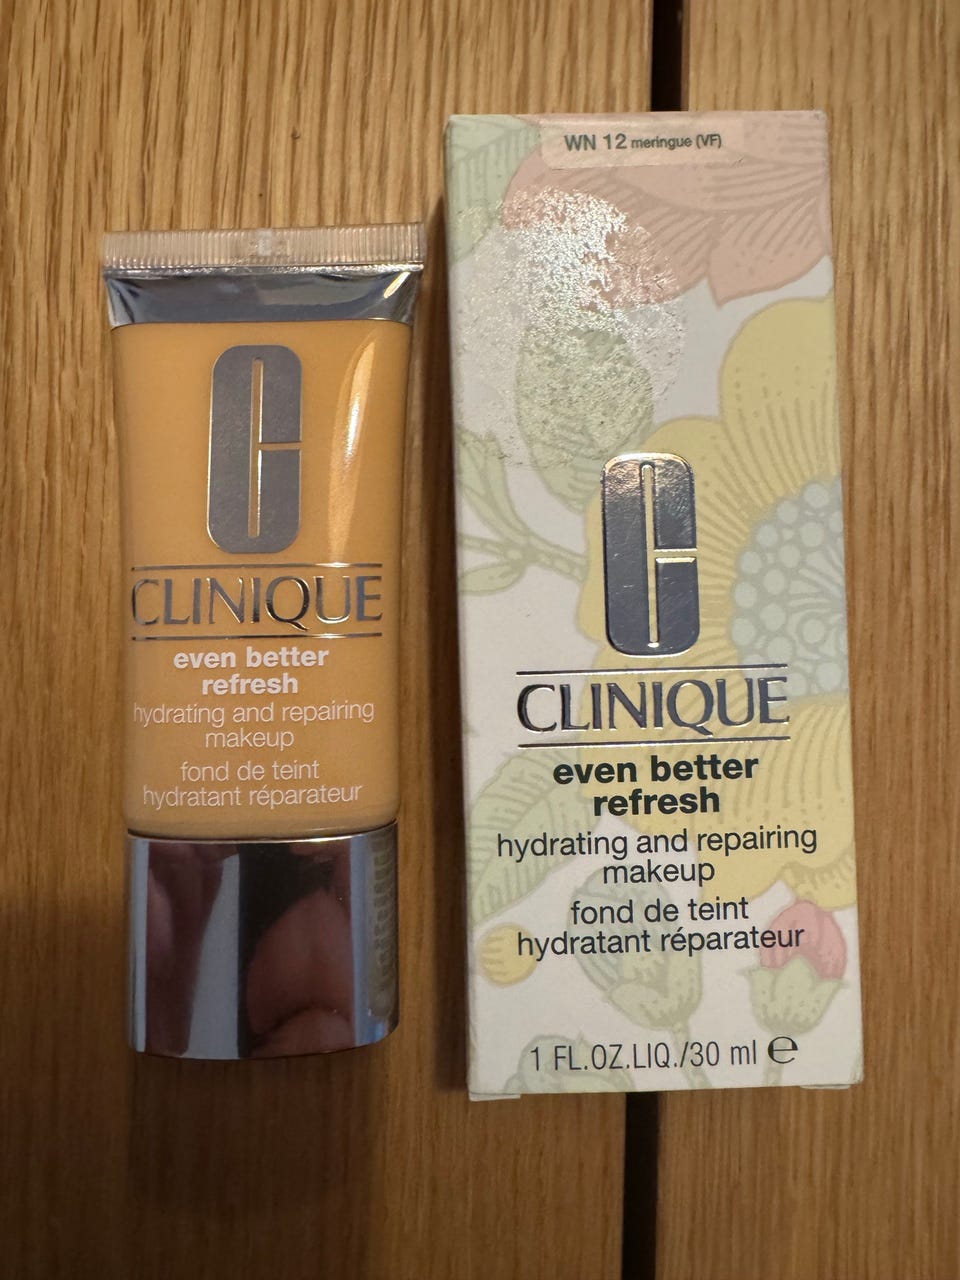 C
CLINIQUE
even better
refresh
hydrating and repairing
makeup
fond de teint
hydratant réparateur
WN 12 meringue (VF)
C
CLINIQUE
even better
refresh
hydrating and repairing
makeup
fond de teint
hydratant réparateur
1 FL.OZ.LIQ./30 ml ℮